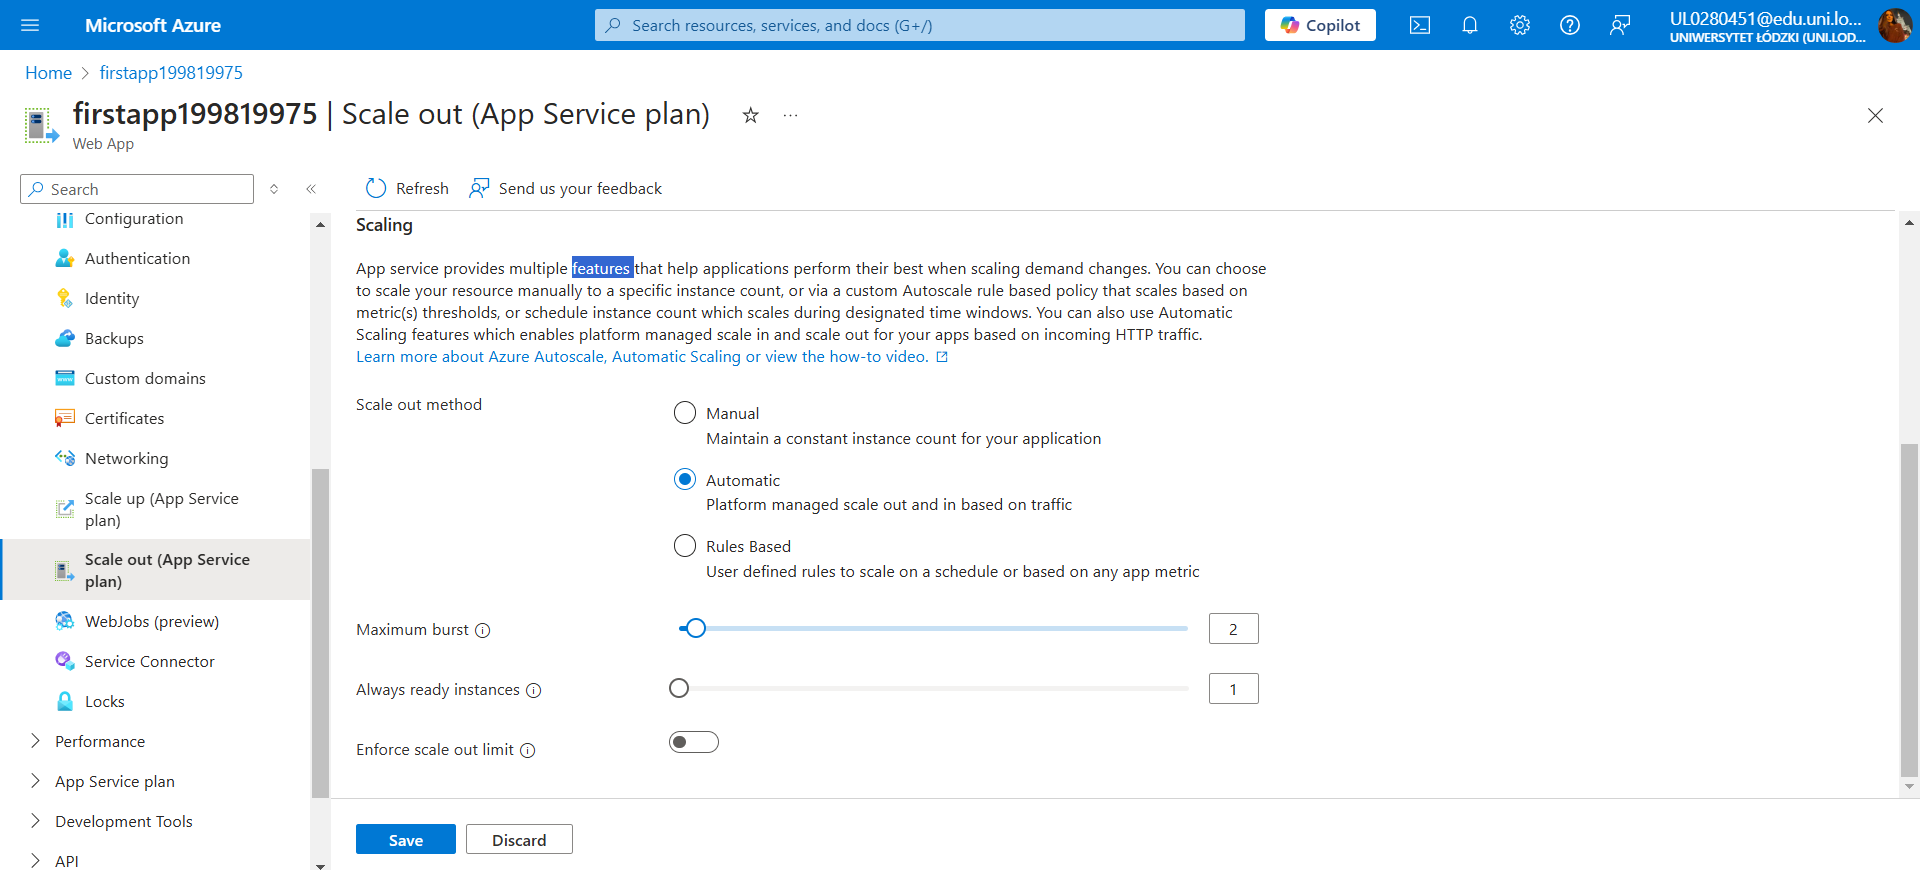 Microsoft Azure
Search resources, services, and docs (G+/)
Copilot
UL0280451@edu.uni.lo...
UNIWERSYTET ŁÓDZKI (UNI.LOD...
Home > firstapp199819975
firstapp199819975 | Scale out (App Service plan)
Web App
Search
Refresh
Send us your feedback
Configuration
Authentication
Identity
Backups
Custom domains
Certificates
Networking
Scale up (App Service
plan)
Scale out (App Service
plan)
WebJobs (preview)
Service Connector
Locks
Performance
App Service plan
Development Tools
API
Scaling
App service provides multiple features that help applications perform their best when scaling demand changes. You can choose
to scale your resource manually to a specific instance count, or via a custom Autoscale rule based policy that scales based on
metric(s) thresholds, or schedule instance count which scales during designated time windows. You can also use Automatic
Scaling features which enables platform managed scale in and scale out for your apps based on incoming HTTP traffic.
Learn more about Azure Autoscale, Automatic Scaling or view the how-to video.
Scale out method
Manual
Maintain a constant instance count for your application
Automatic
Platform managed scale out and in based on traffic
Rules Based
User defined rules to scale on a schedule or based on any app metric
Maximum burst
2
Always ready instances
1
Enforce scale out limit
Save
Discard